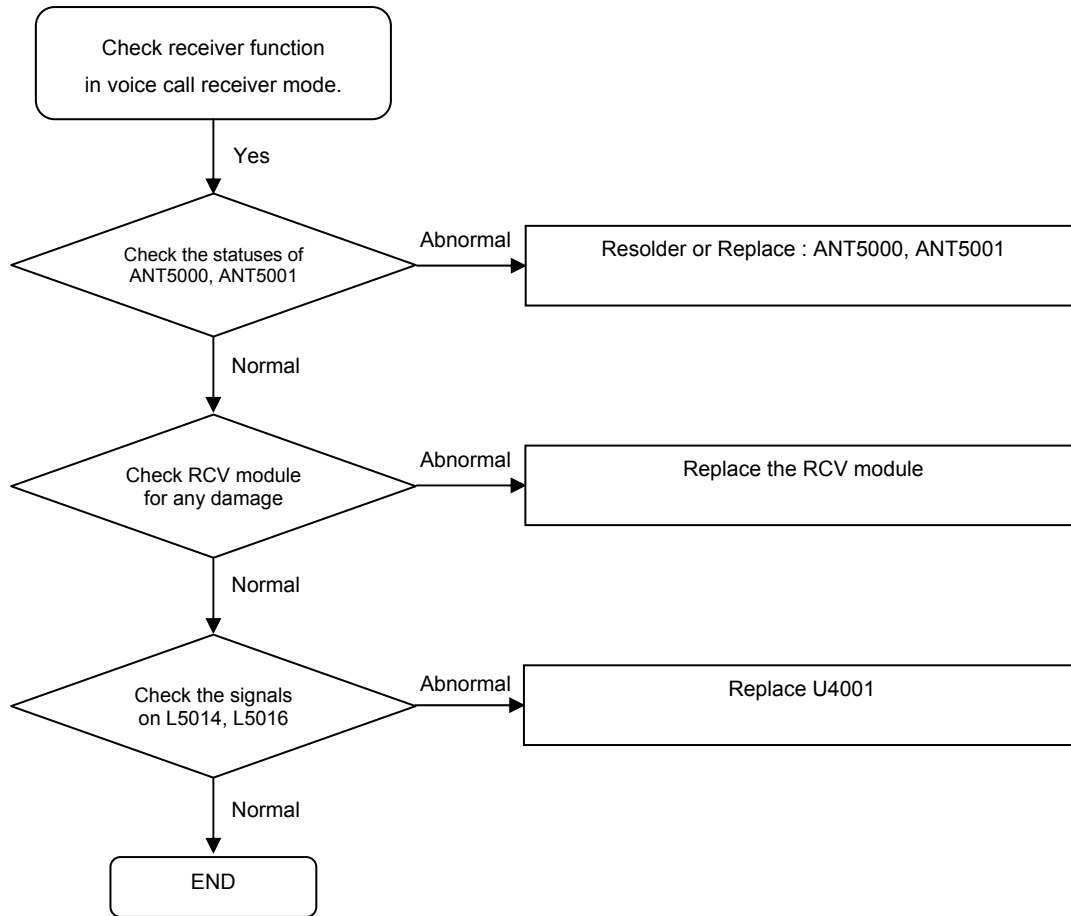 Check receiver function
in voice call receiver mode.
Yes
Check the statuses of
ANT5000, ANT5001
Abnormal
Resolder or Replace : ANT5000, ANT5001
Normal
Check RCV module
for any damage
Abnormal
Replace the RCV module
Normal
Check the signals
on L5014, L5016
Abnormal
Replace U4001
Normal
END